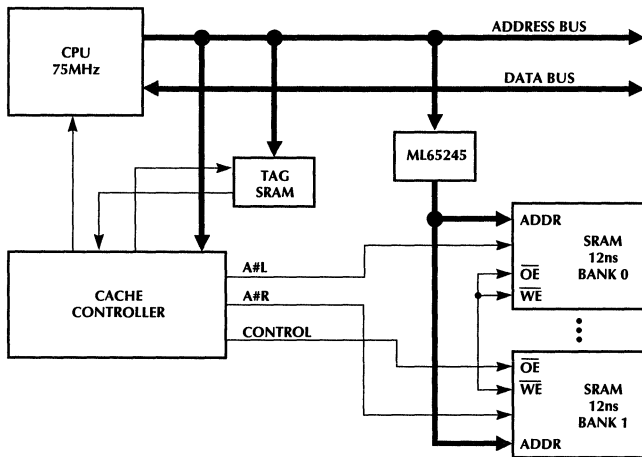 CPU
75MHz
ADDRESS BUS
DATA BUS
ML65245
TAG
SRAM
ADDR
SRAM
12ns
BANK 0
OE
WE
CACHE
CONTROLLER
A#L
A#R
CONTROL
OE
WE
SRAM
12ns
BANK 1
ADDR